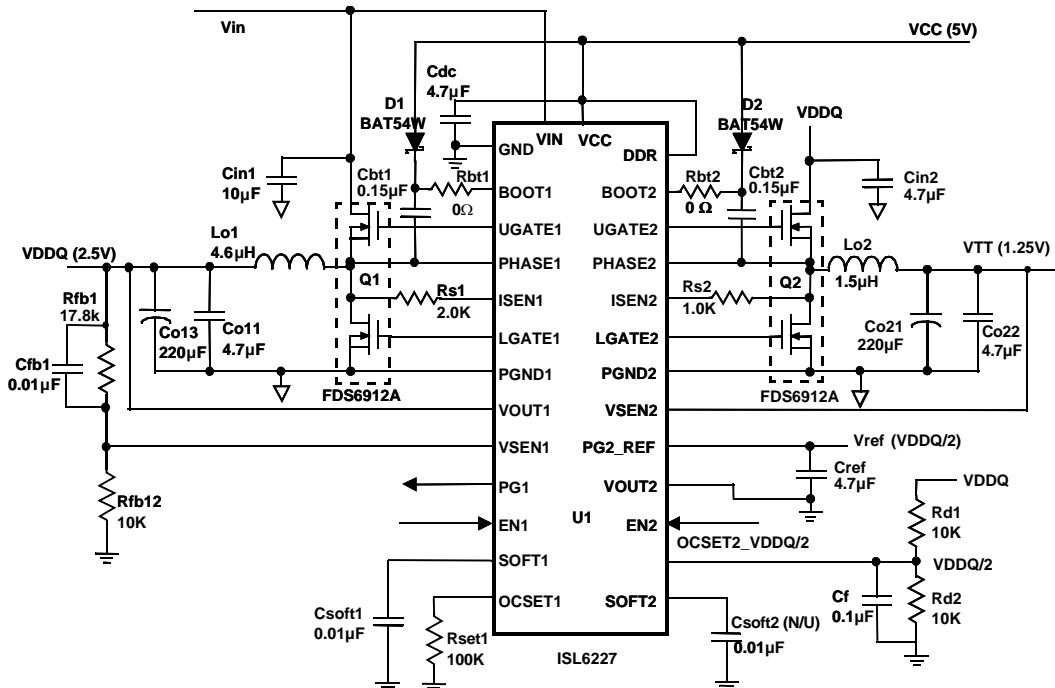 Vin
VCC (5V)
Cdc
4.7µF
D1
BAT54W
D2
BAT54W
VDDQ
VIN
VCC
GND
DDR
Cin1
10µF
Cbt1
0.15µF
Rbt1
0Ω
BOOT1
BOOT2
Rbt2
0 Ω
Cbt2
0.15µF
Cin2
4.7µF
UGATE1
UGATE2
Lo1
4.6µH
Lo2
1.5µH
VDDQ (2.5V)
VTT (1.25V)
PHASE1
PHASE2
Q1
Q2
Rfb1
17.8k
Rs1
2.0K
ISEN1
ISEN2
Rs2
1.0K
Co13
220µF
Co11
4.7µF
LGATE1
LGATE2
Co21
220µF
Co22
4.7µF
Cfb1
0.01µF
PGND1
PGND2
FDS6912A
FDS6912A
VOUT1
VSEN2
VSEN1
PG2_REF
Vref (VDDQ/2)
Cref
4.7µF
Rfb12
10K
PG1
VOUT2
VDDQ
U1
EN1
EN2
OCSET2_VDDQ/2
Rd1
10K
SOFT1
VDDQ/2
OCSET1
SOFT2
Cf
0.1µF
Rd2
10K
Csoft1
0.01µF
Rset1
100K
Csoft2 (N/U)
0.01µF
ISL6227